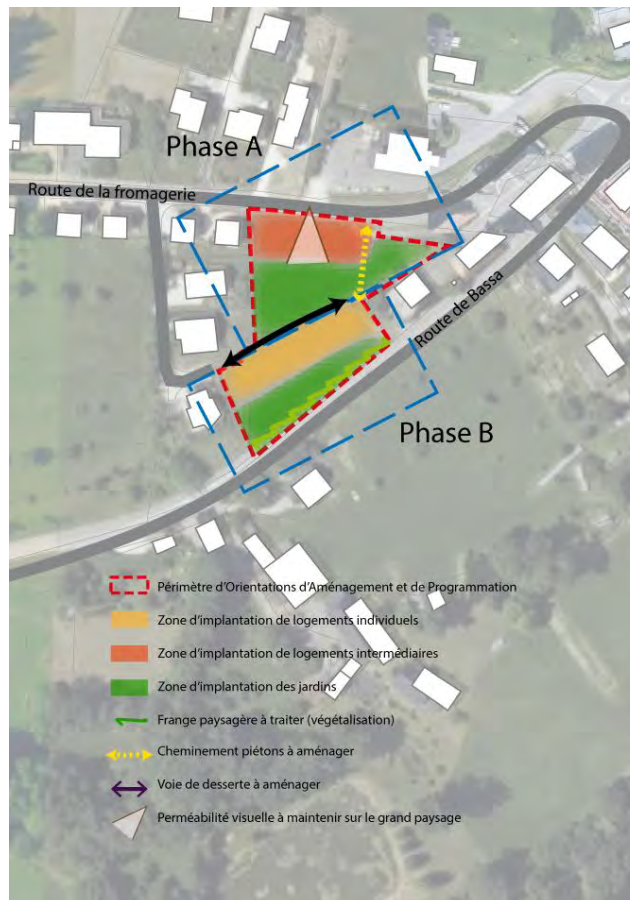 Phase A
Route de la fromagerie
Route de Bassa
Phase B
Périmètre d'Orientations d'Aménagement et de Programmation
Zone d'implantation de logements individuels
Zone d'implantation de logements intermédiaires
Zone d'implantation des jardins
Frange paysagère à traiter (végétalisation)
Cheminement piétons à aménager
Voie de desserte à aménager
Perméabilité visuelle à maintenir sur le grand paysage